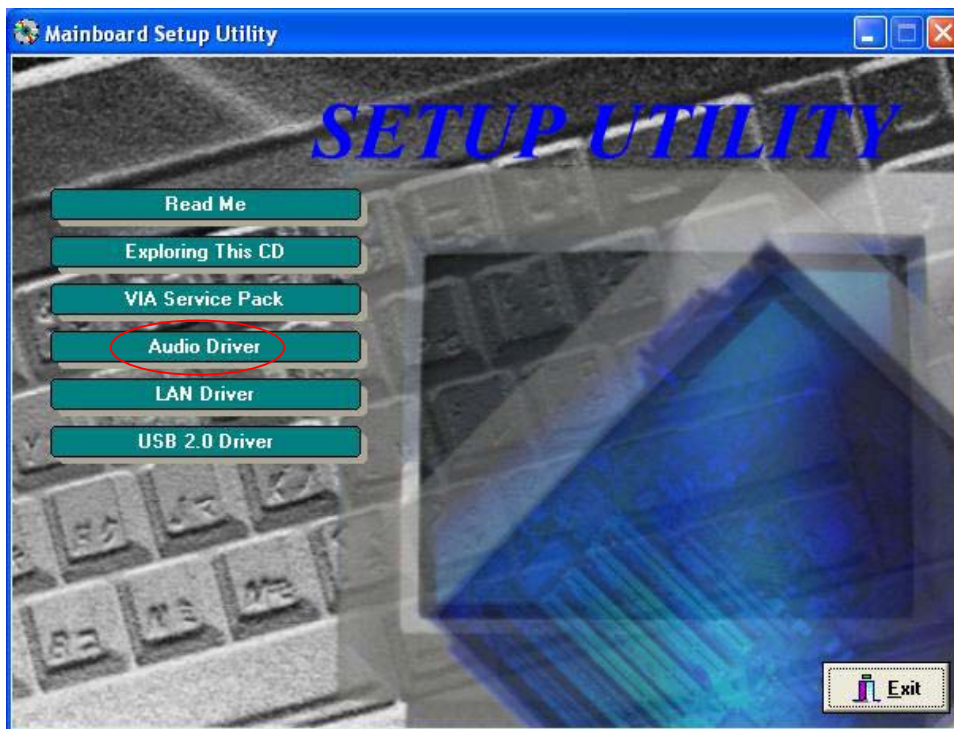 Mainboard Setup Utility
SETUP UTILITY
Read Me
Exploring This CD
VIA Service Pack
Audio Driver
LAN Driver
USB 2.0 Driver
Exit